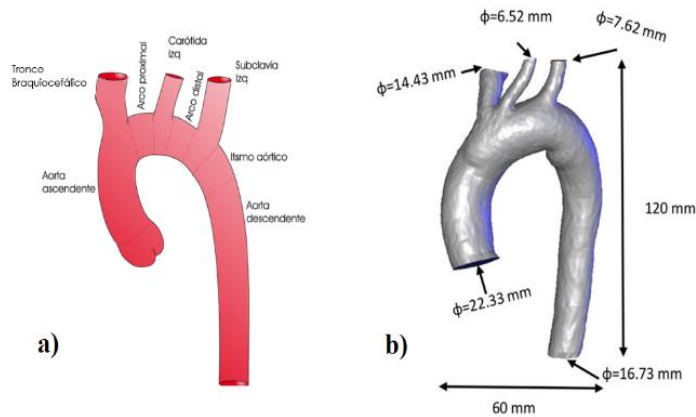 Tronco
Braquiocefálico
Arco proximal
Carótida
izq
Arco distal
Subclavia
izq
Itsmo aórtico
Aorta
ascendente
Aorta
descendente
a)
ϕ=6.52 mm
ϕ=7.62 mm
ϕ=14.43 mm
120 mm
ϕ=22.33 mm
b)
ϕ=16.73 mm
60 mm